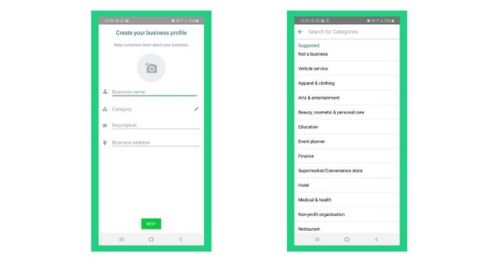 Create your business profile
Help customers learn about your business
Business name
Category
Description
Business address
NEXT
Search for Categories
Suggested
Not a business
Vehicle service
Apparel & clothing
Arts & entertainment
Beauty, cosmetic & personal care
Education
Event planner
Finance
Supermarket/Convenience store
Hotel
Medical & health
Non-profit organisation
Restaurant